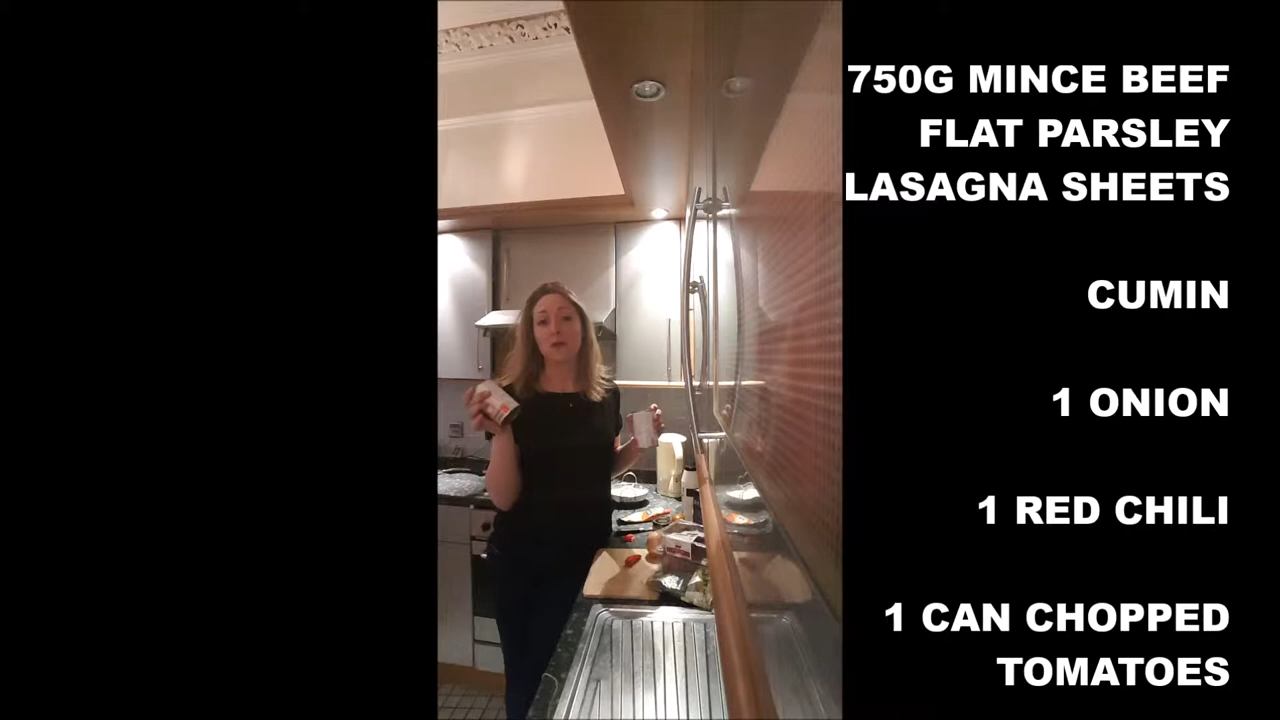 750G MINCE BEEF
FLAT PARSLEY
LASAGNA SHEETS
CUMIN
1 ONION
1 RED CHILI
1 CAN CHOPPED
TOMATOES